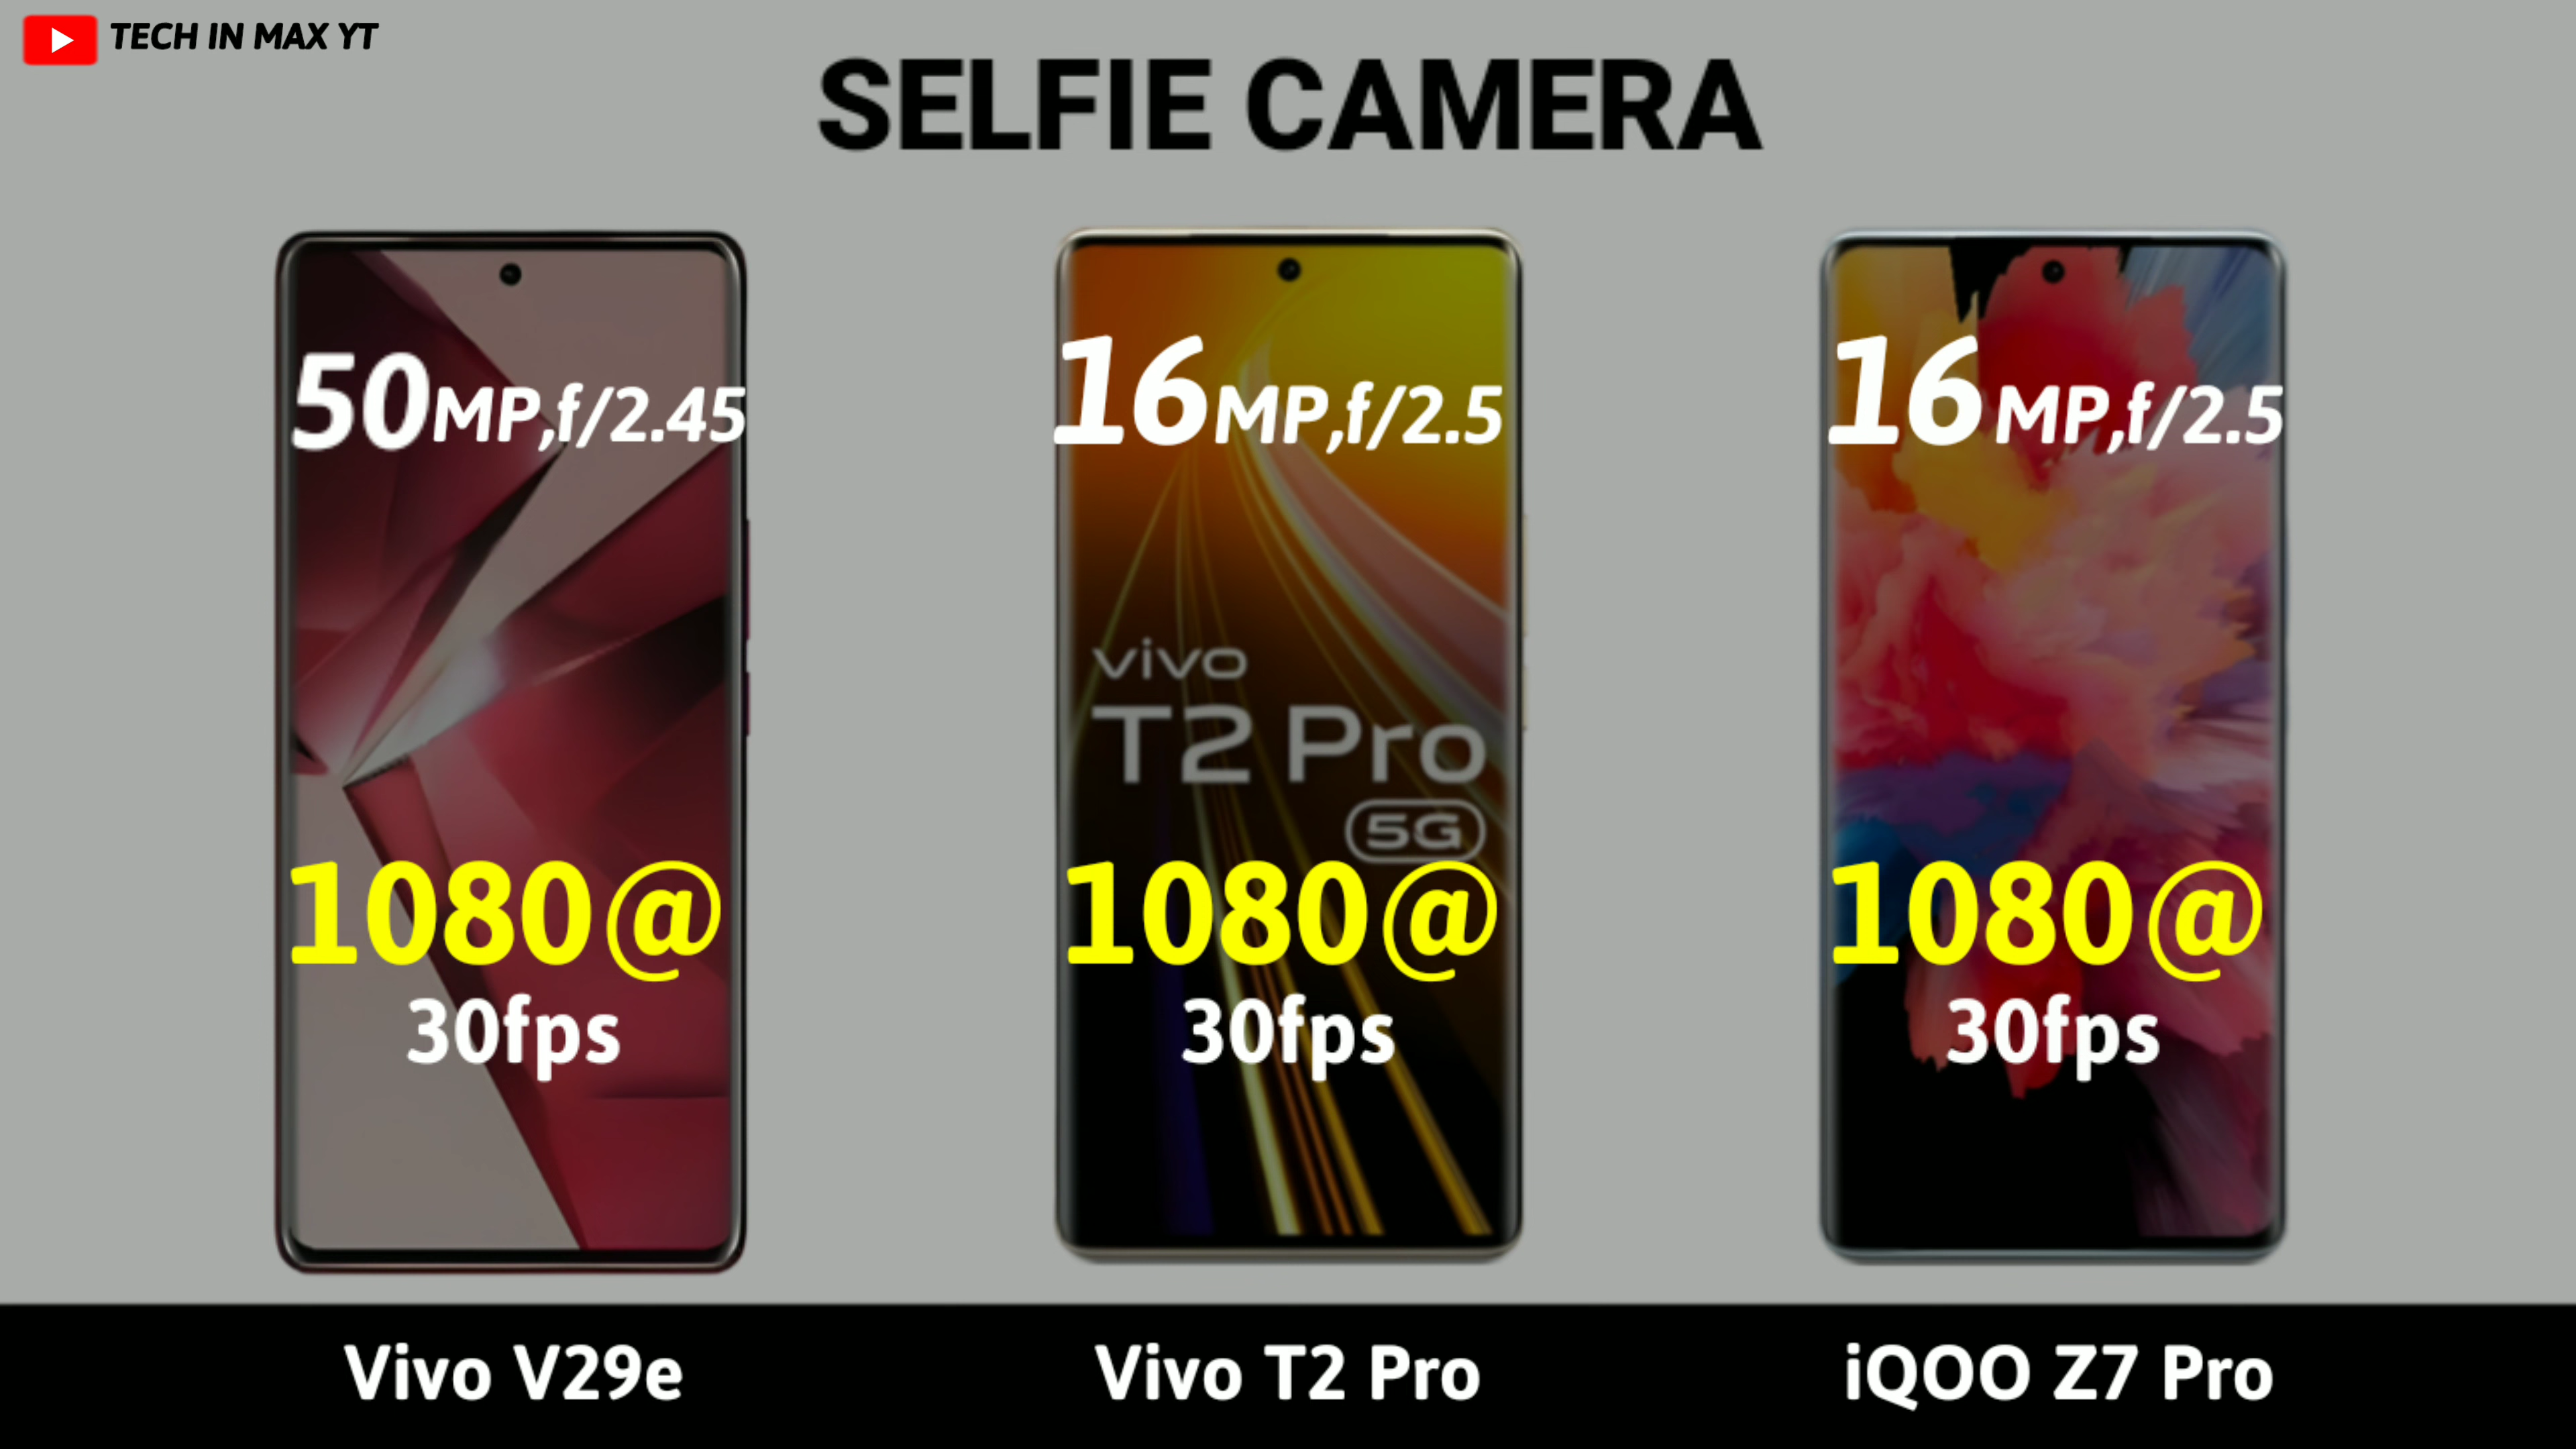 TECH IN MAX YT
SELFIE CAMERA
50MP,f/2.45
1080@
30fps
Vivo V29e
16MP,f/2.5
vivo
T2 Pro
5G
1080@
30fps
Vivo T2 Pro
16MP,f/2.5
1080@
30fps
iQOO Z7 Pro